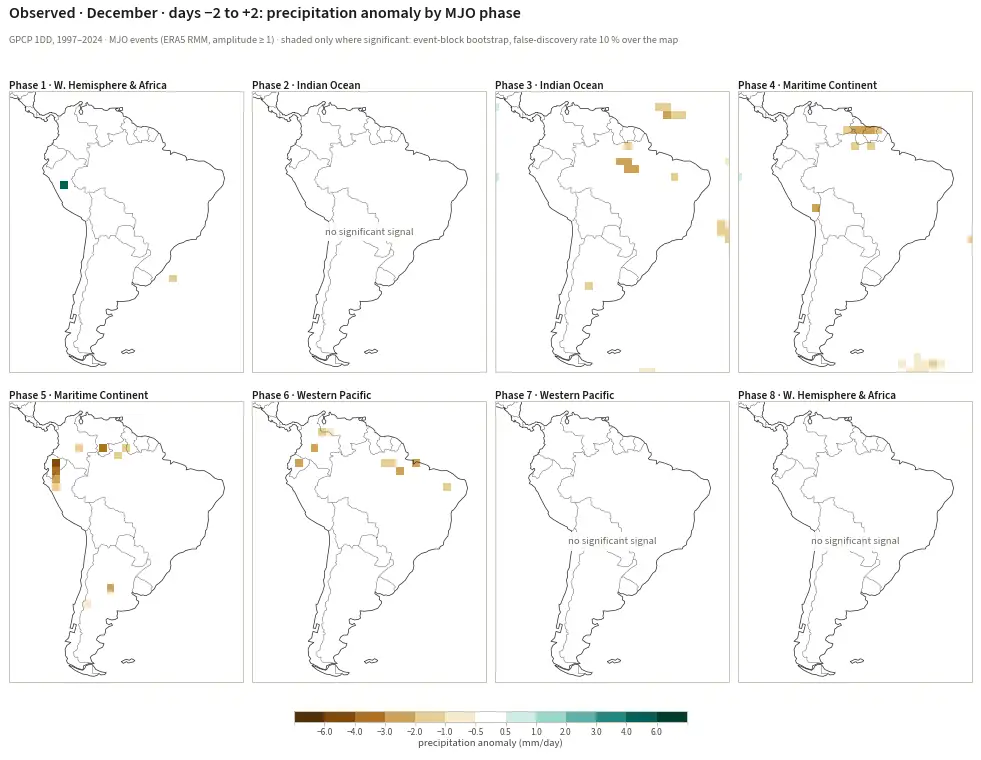 Observed · December · days −2 to +2: precipitation anomaly by MJO phase
GPCP 1DD, 1997–2024 · MJO events (ERA5 RMM, amplitude ≥ 1) · shaded only where significant: event-block bootstrap, false-discovery rate 10 % over the map
Phase 1 · W. Hemisphere & Africa
Phase 2 · Indian Ocean
Phase 3 · Indian Ocean
Phase 4 · Maritime Continent
no significant signal
Phase 5 · Maritime Continent
Phase 6 · Western Pacific
Phase 7 · Western Pacific
Phase 8 · W. Hemisphere & Africa
no significant signal
no significant signal
−6.0 −4.0 −3.0 −2.0 −1.0 −0.5 0.5 1.0 2.0 3.0 4.0 6.0
precipitation anomaly (mm/day)